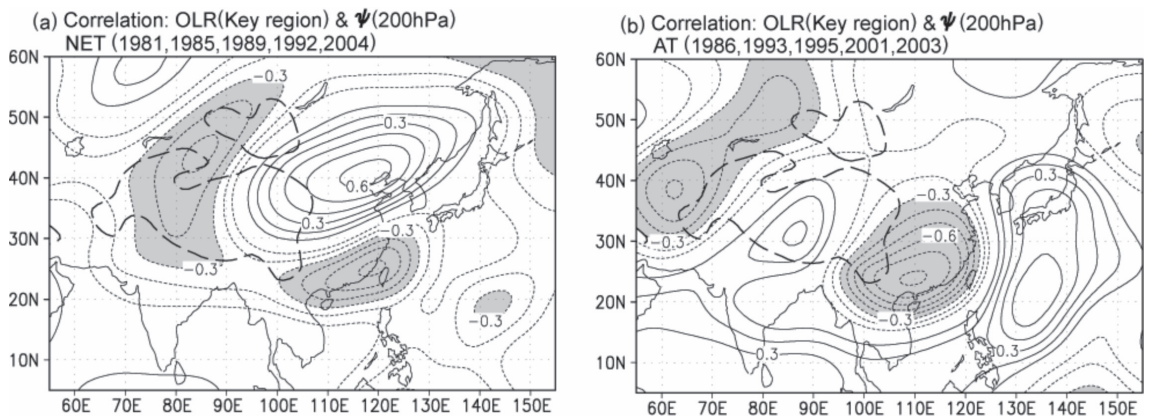 (a) Correlation: OLR(Key region) & ψ(200hPa)
NET (1981,1985,1989,1992,2004)
60N
50N
40N
30N
20N
10N
60E 70E 80E 90E 100E 110E 120E 130E 140E 150E
−0.3
0.3
0.6
0.3
−0.3
−0.3
−0.3
(b) Correlation: OLR(Key region) & ψ(200hPa)
AT (1986,1993,1995,2001,2003)
60N
50N
40N
30N
20N
10N
60E 70E 80E 90E 100E 110E 120E 130E 140E 150E
0.3
−0.3
−0.6
−0.3
−0.3
0.3
0.3